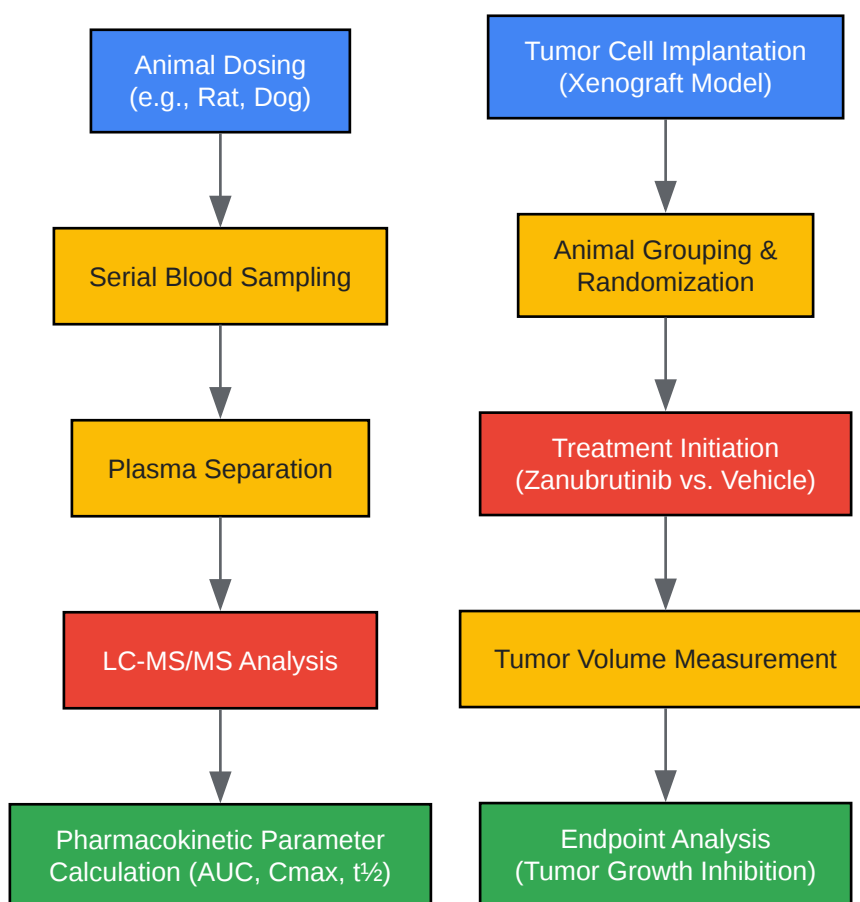 Animal Dosing
(e.g., Rat, Dog)
Serial Blood Sampling
Plasma Separation
LC-MS/MS Analysis
Pharmacokinetic Parameter
Calculation (AUC, Cmax, t½)
Tumor Cell Implantation
(Xenograft Model)
Animal Grouping &
Randomization
Treatment Initiation
(Zanubrutinib vs. Vehicle)
Tumor Volume Measurement
Endpoint Analysis
(Tumor Growth Inhibition)